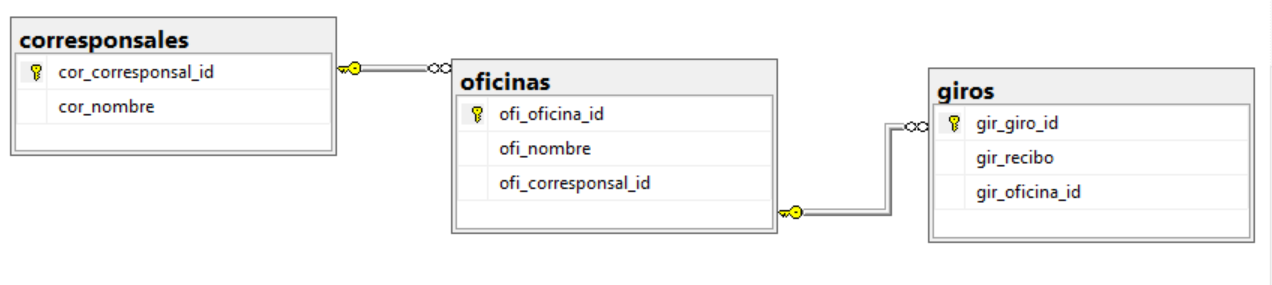 corresponsales
cor_corresponsal_id
cor_nombre
oficinas
ofi_oficina_id
ofi_nombre
ofi_corresponsal_id
giros
gir_giro_id
gir_recibo
gir_oficina_id